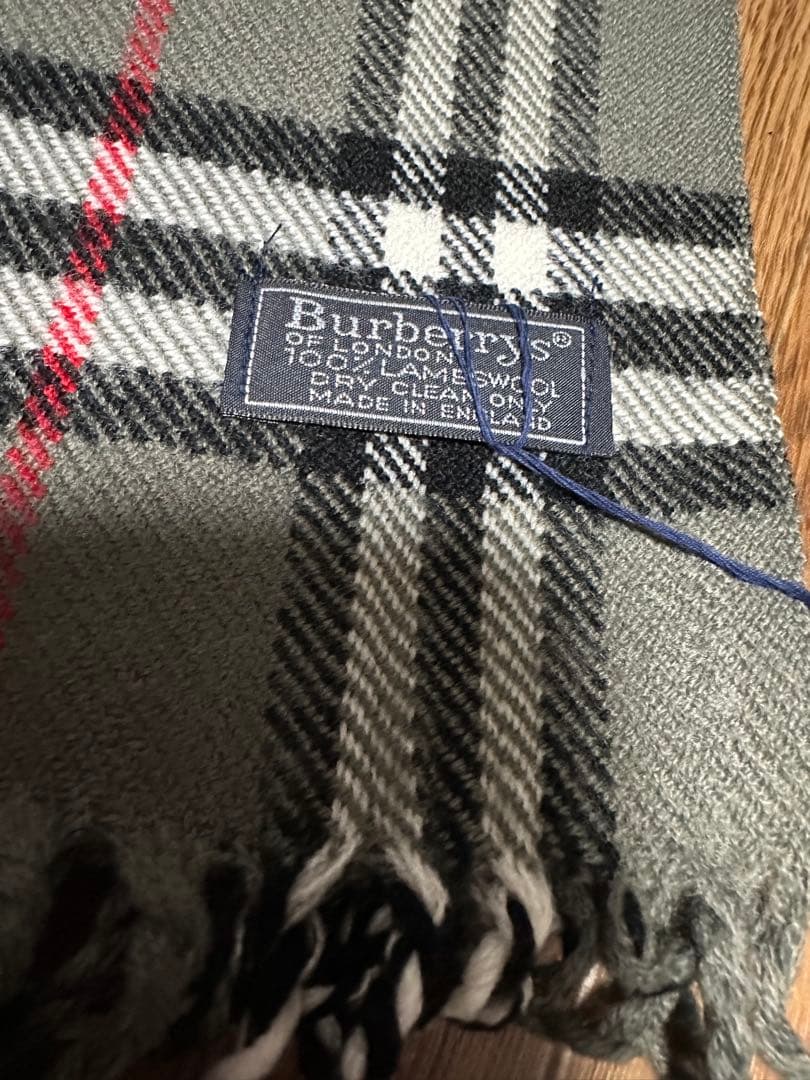 Burberrys®
OF LONDON
100% LAMBSWOOL
DRY CLEAN ONLY
MADE IN ENGLAND